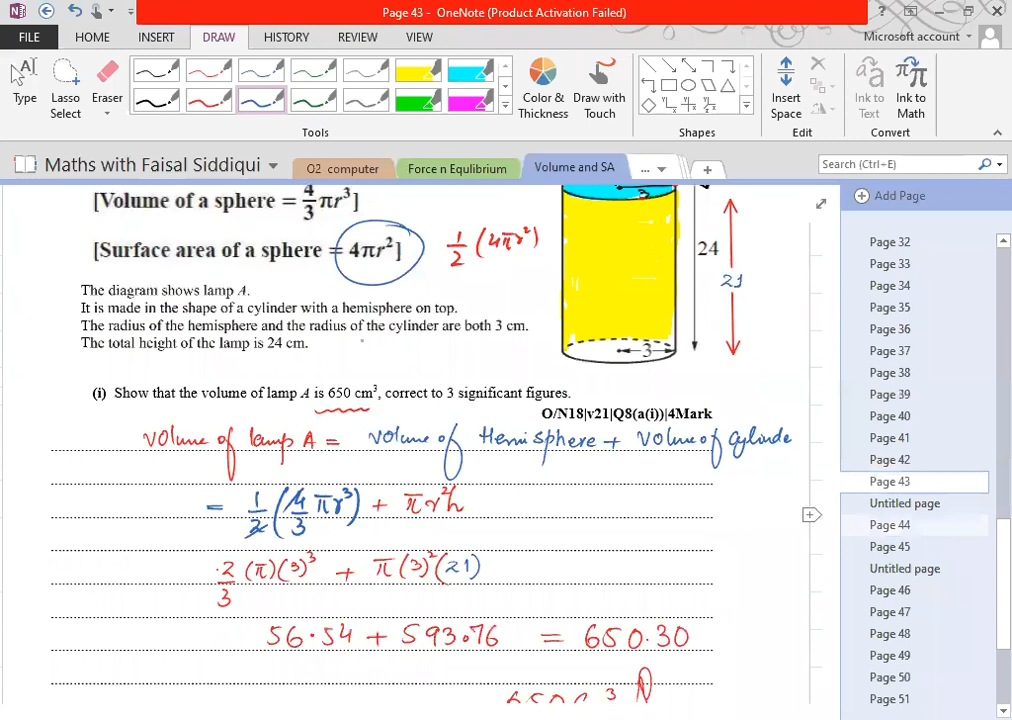 Page 43 - OneNote (Product Activation Failed)
FILE HOME INSERT DRAW HISTORY REVIEW VIEW
Microsoft account
Type
Lasso Select
Eraser
Color & Thickness
Draw with Touch
Insert Space
Ink to Text
Ink to Math
Tools
Shapes
Edit
Convert
Maths with Faisal Siddiqui
O2 computer
Force n Equilibrium
Volume and SA
...
Search (Ctrl+E)
Add Page
[Volume of a sphere = 4/3 πr³]
[Surface area of a sphere = 4πr²]
1/2 (4πr²)
3
24
21
3
The diagram shows lamp A.
It is made in the shape of a cylinder with a hemisphere on top.
The radius of the hemisphere and the radius of the cylinder are both 3 cm.
The total height of the lamp is 24 cm.
(i) Show that the volume of lamp A is 650 cm³, correct to 3 significant figures.
O/N18|v21|Q8(a(i))|4Mark
Volume of lamp A = volume of Hemisphere + Volume of cylinde
= 1/2 (4/3 πr³) + πr²h
2/3 (π)(3)³ + π(3)²(21)
56.54 + 593.76 = 650.30
Page 32
Page 33
Page 34
Page 35
Page 36
Page 37
Page 38
Page 39
Page 40
Page 41
Page 42
Page 43
Untitled page
Page 44
Page 45
Untitled page
Page 46
Page 47
Page 48
Page 49
Page 50
Page 51